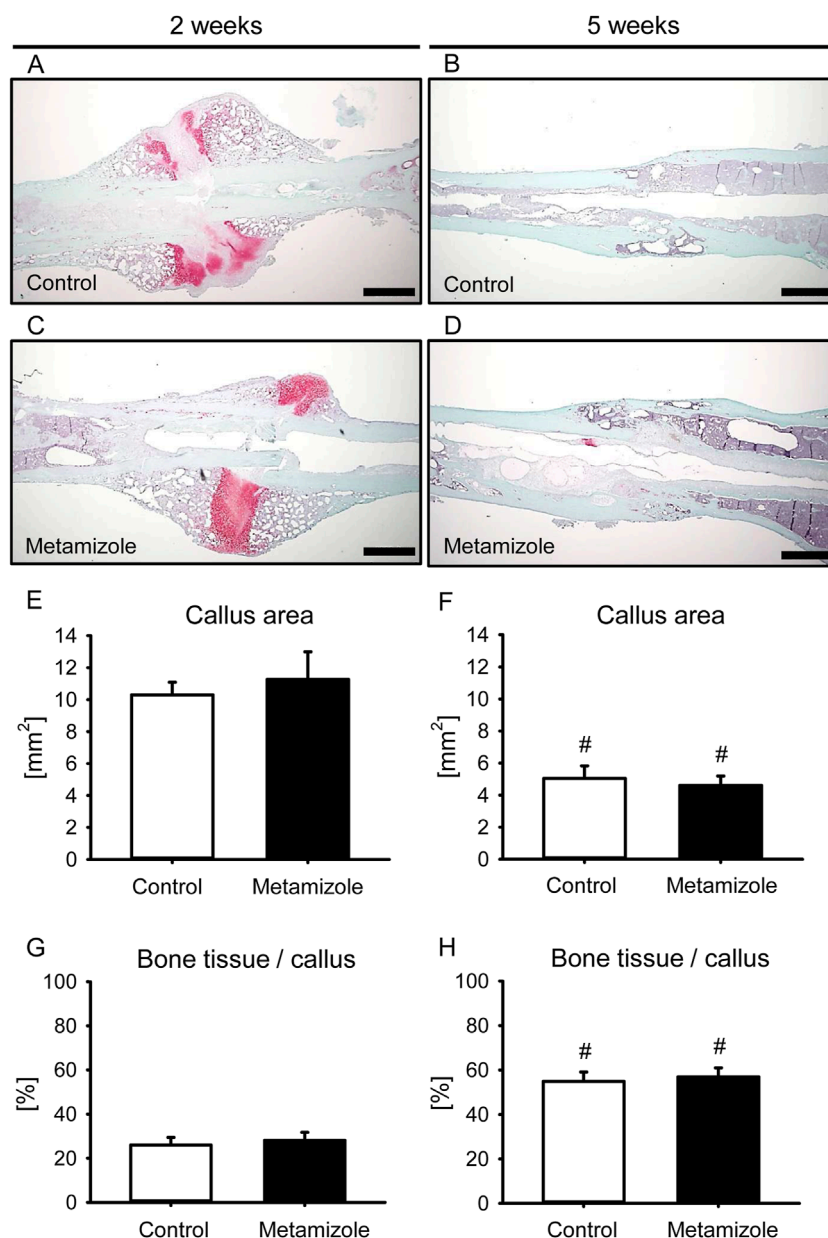 2 weeks
5 weeks
A
B
Control
Control
C
D
Metamizole
Metamizole
E
F
Callus area
Callus area
14
12
10
8
6
4
2
0
[mm²]
Control
Metamizole
14
12
10
8
6
4
2
0
[mm²]
#
#
Control
Metamizole
G
H
Bone tissue / callus
Bone tissue / callus
100
80
60
40
20
0
[%]
Control
Metamizole
100
80
60
40
20
0
[%]
#
#
Control
Metamizole